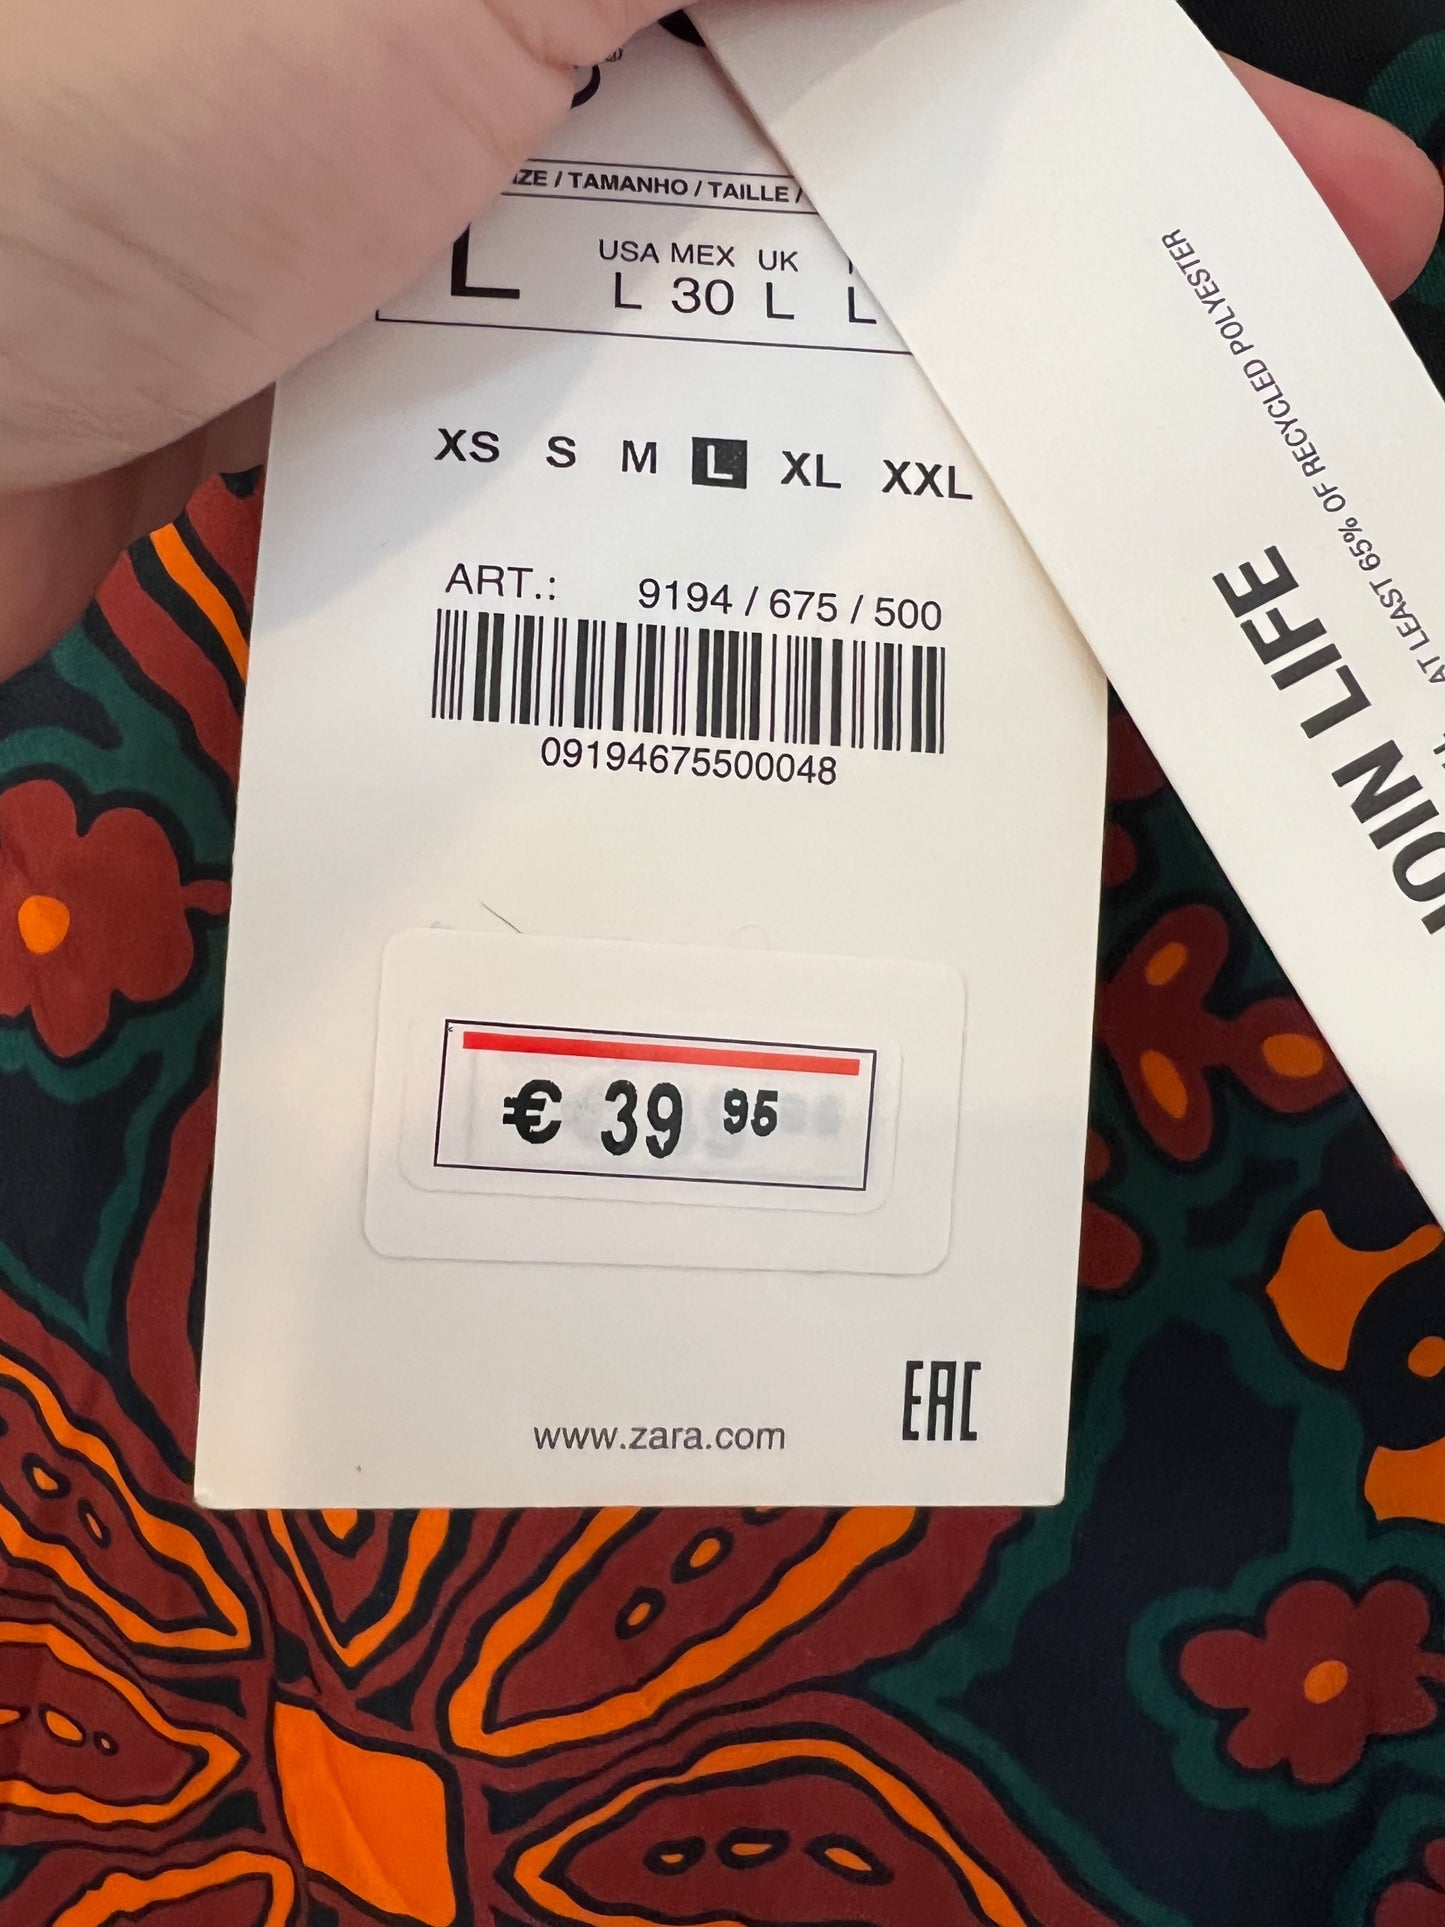 / TAMANHO / TAILLE /
USA MEX UK
L L 30 L L
XS S M L XL XXL
ART.: 9194 / 675 / 500
09194675500048
€ 39 95
www.zara.com
EAC
JOIN LIFE
AT LEAST 65% OF RECYCLED POLYESTER